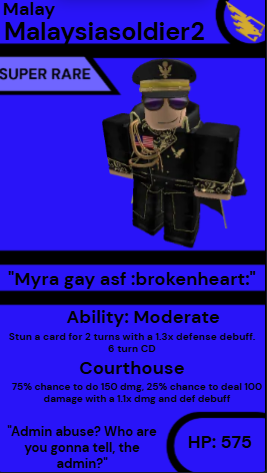 Malay
Malaysiasoldier2
SUPER RARE
"Myra gay asf :brokenheart:"
Ability: Moderate
Stun a card for 2 turns with a 1.3x defense debuff.
6 turn CD
Courthouse
75% chance to do 150 dmg, 25% chance to deal 100
damage with a 1.1x dmg and def debuff
"Admin abuse? Who are
you gonna tell, the
admin?"
HP: 575